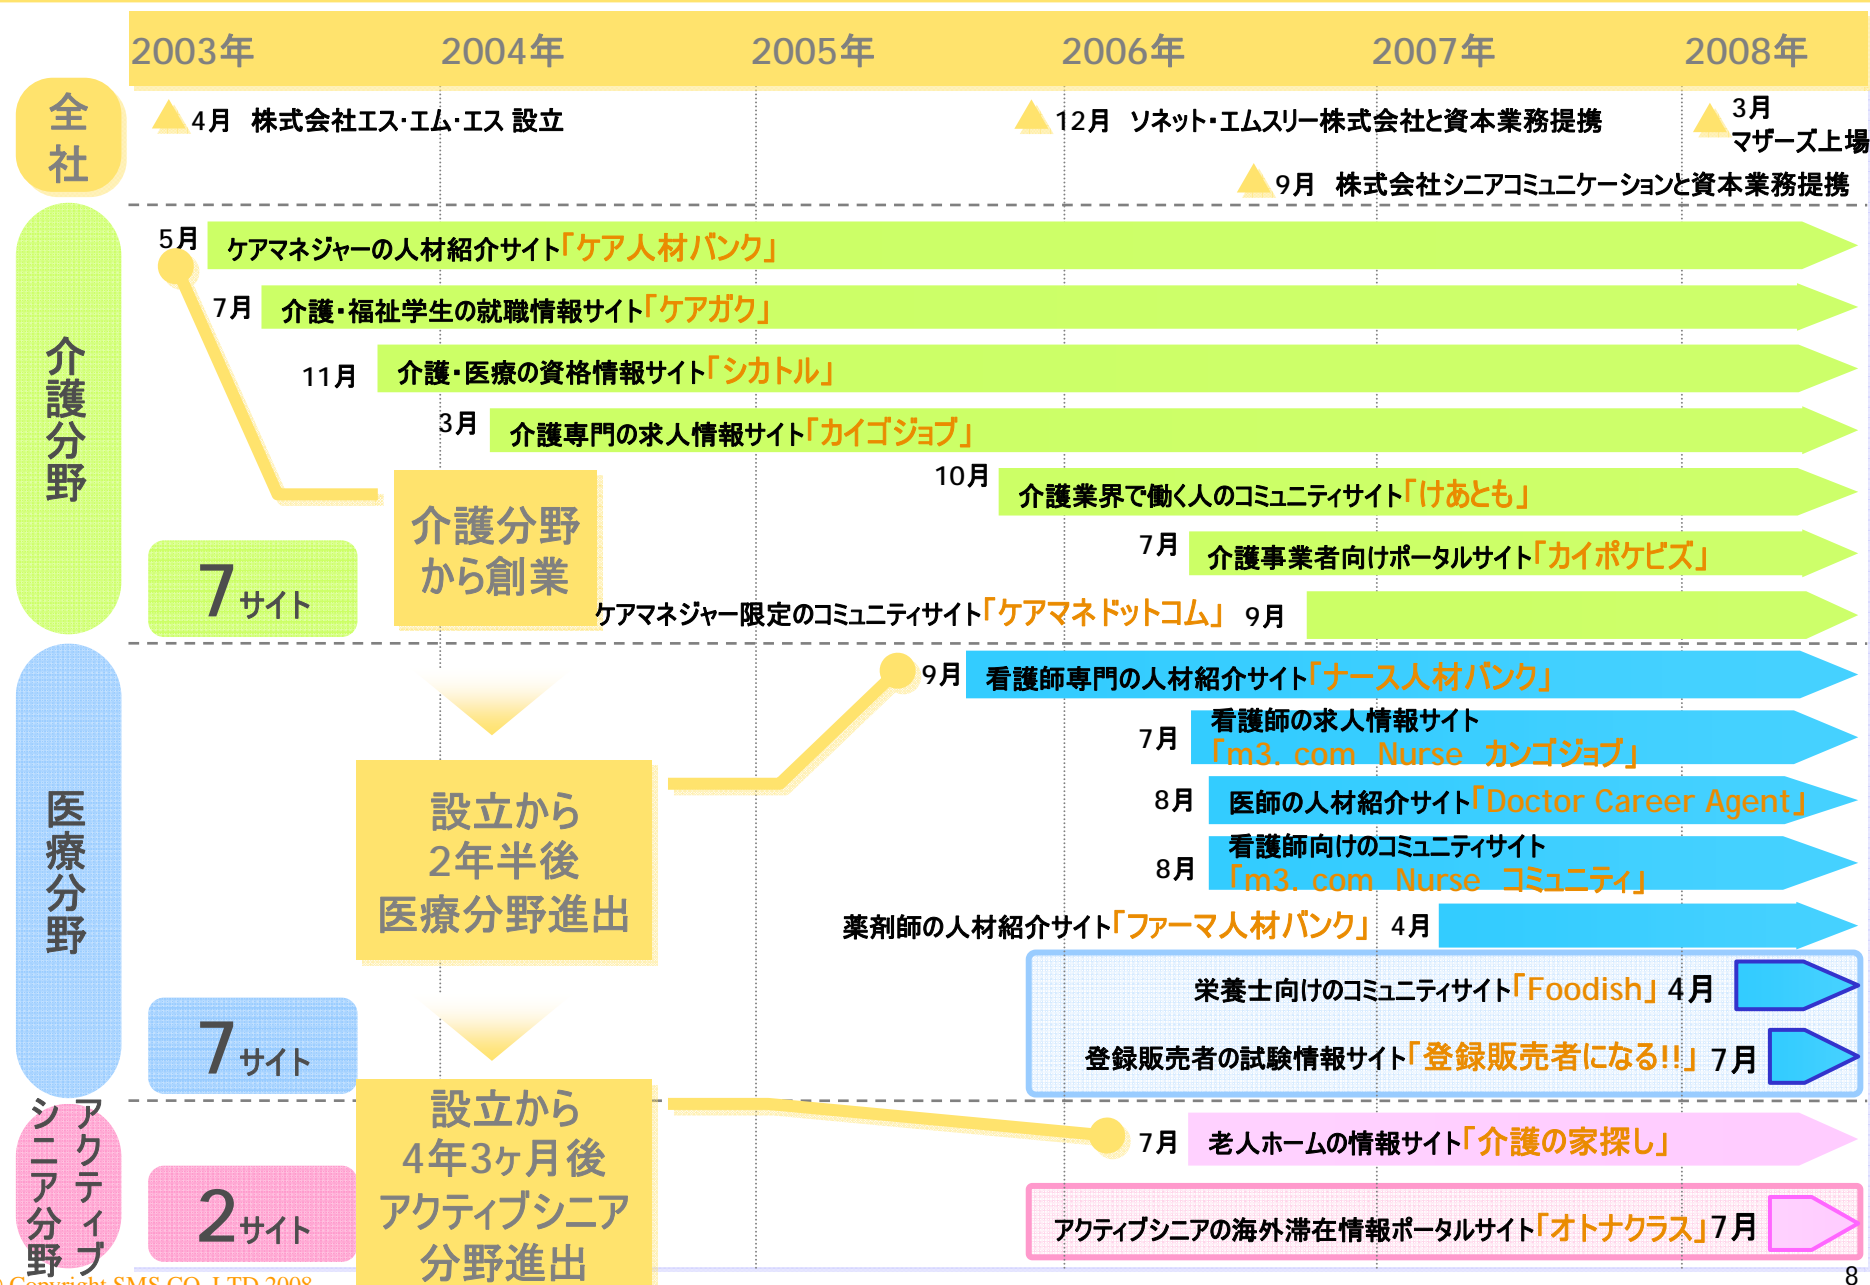 2003年 2004年 2005年 2006年 2007年 2008年
全社
4月 株式会社エス･エム･エス 設立
12月 ソネット･エムスリー株式会社と資本業務提携
3月
マザーズ上場
9月 株式会社シニアコミュニケーションと資本業務提携
介護分野
5月 ケアマネジャーの人材紹介サイト「ケア人材バンク」
7月 介護･福祉学生の就職情報サイト「ケアガク」
11月 介護･医療の資格情報サイト「シカトル」
3月 介護専門の求人情報サイト「カイゴジョブ」
10月 介護業界で働く人のコミュニティサイト「けあとも」
7月 介護事業者向けポータルサイト「カイポケビズ」
ケアマネジャー限定のコミュニティサイト「ケアマネドットコム」 9月
介護分野
から創業
7サイト
医療分野
9月 看護師専門の人材紹介サイト「ナース人材バンク」
7月 看護師の求人情報サイト
「m3. com Nurse カンゴジョブ」
8月 医師の人材紹介サイト「Doctor Career Agent」
8月 看護師向けのコミュニティサイト
「m3. com Nurse コミュニティ」
薬剤師の人材紹介サイト「ファーマ人材バンク」 4月
栄養士向けのコミュニティサイト「Foodish」 4月
登録販売者の試験情報サイト「登録販売者になる!!」 7月
設立から
2年半後
医療分野進出
7サイト
アクティブ
シニア分野
7月 老人ホームの情報サイト「介護の家探し」
アクティブシニアの海外滞在情報ポータルサイト「オトナクラス」 7月
設立から
4年3ヶ月後
アクティブシニア
分野進出
2サイト
Copyright SMS CO.,LTD 2008
8